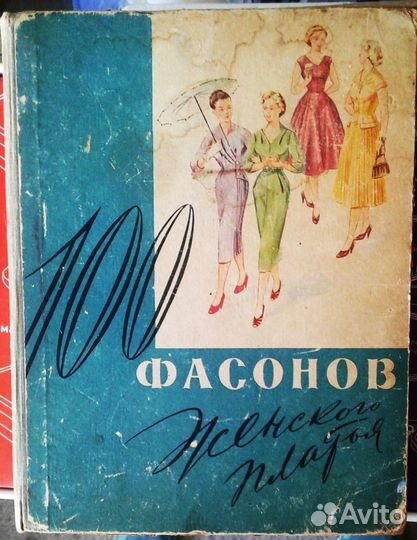 100
ФАСОНОВ
женского
платья
Avito